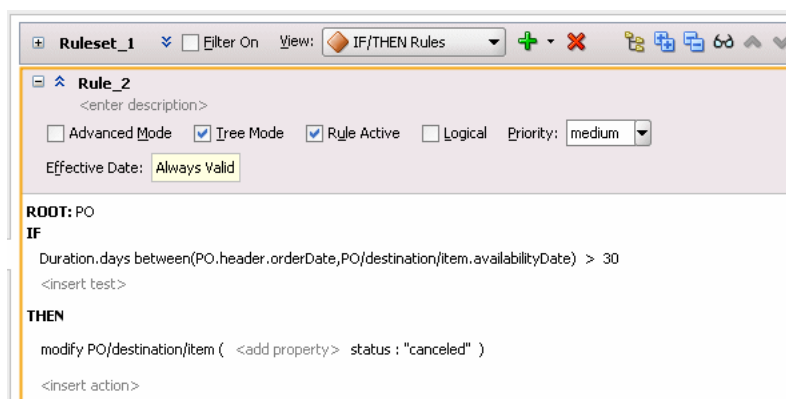 Ruleset_1 Filter On View: IF/THEN Rules
Rule_2
<enter description>
Advanced Mode Tree Mode Rule Active Logical Priority: medium
Effective Date: Always Valid
ROOT: PO
IF
Duration.days between(PO.header.orderDate,PO/destination/item.availabilityDate) > 30
<insert test>
THEN
modify PO/destination/item ( <add property> status : "canceled" )
<insert action>